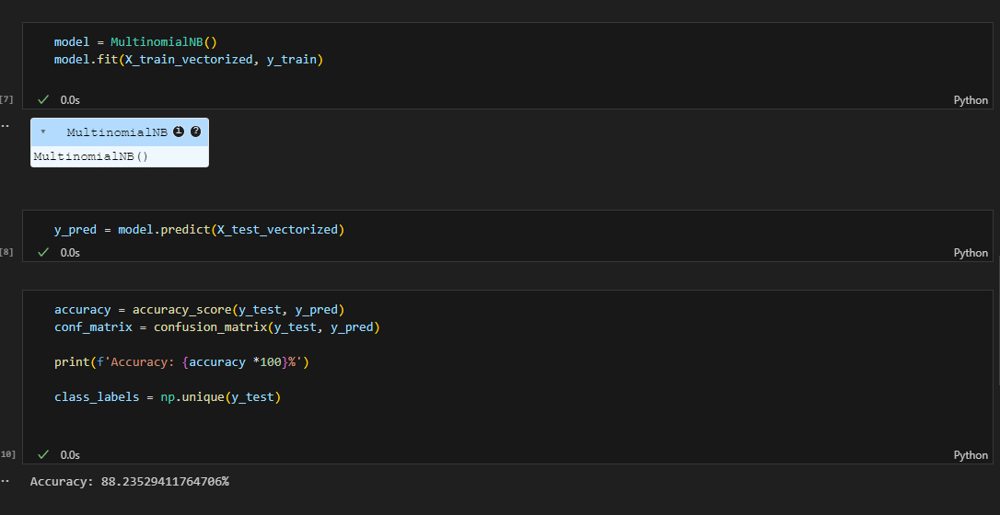 model = MultinomialNB()
model.fit(X_train_vectorized, y_train)
[7]
0.0s
Python
MultinomialNB i ?
MultinomialNB()
y_pred = model.predict(X_test_vectorized)
[8]
0.0s
Python
accuracy = accuracy_score(y_test, y_pred)
conf_matrix = confusion_matrix(y_test, y_pred)
print(f'Accuracy: {accuracy *100}%')
class_labels = np.unique(y_test)
10]
0.0s
Python
Accuracy: 88.23529411764706%